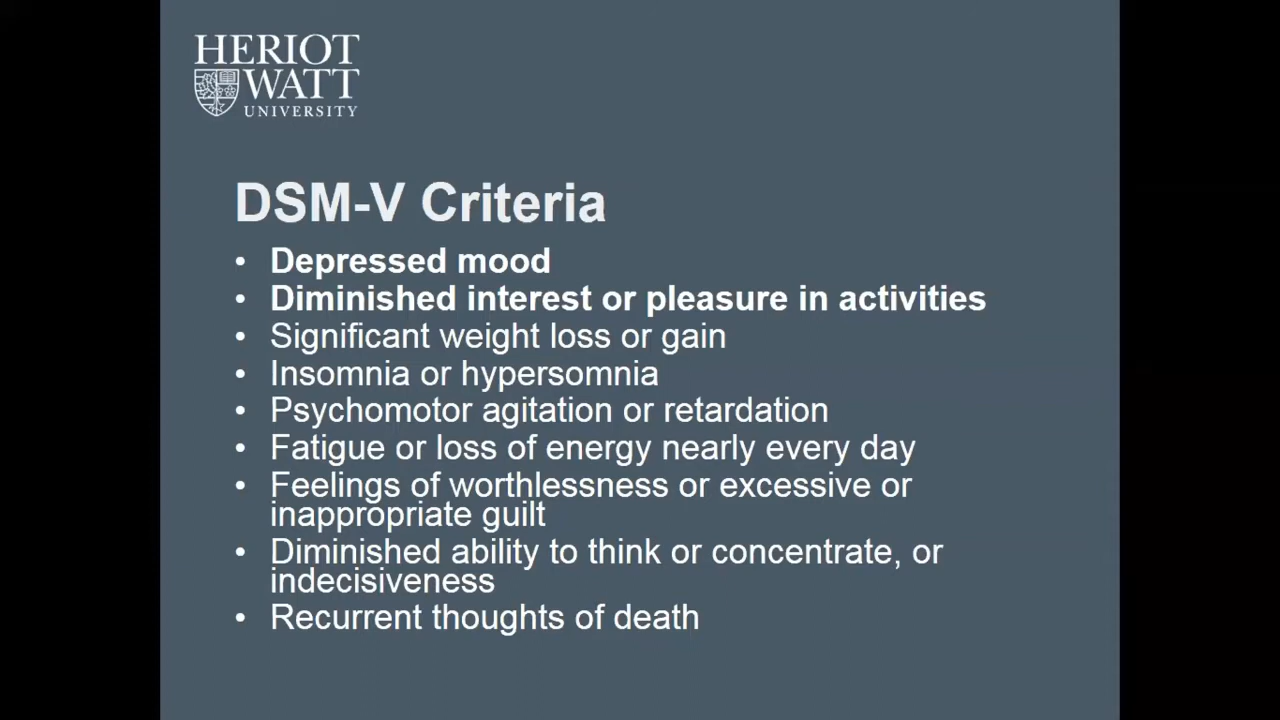 HERIOT
WATT
UNIVERSITY
DSM-V Criteria
• Depressed mood
• Diminished interest or pleasure in activities
• Significant weight loss or gain
• Insomnia or hypersomnia
• Psychomotor agitation or retardation
• Fatigue or loss of energy nearly every day
• Feelings of worthlessness or excessive or
inappropriate guilt
• Diminished ability to think or concentrate, or
indecisiveness
• Recurrent thoughts of death